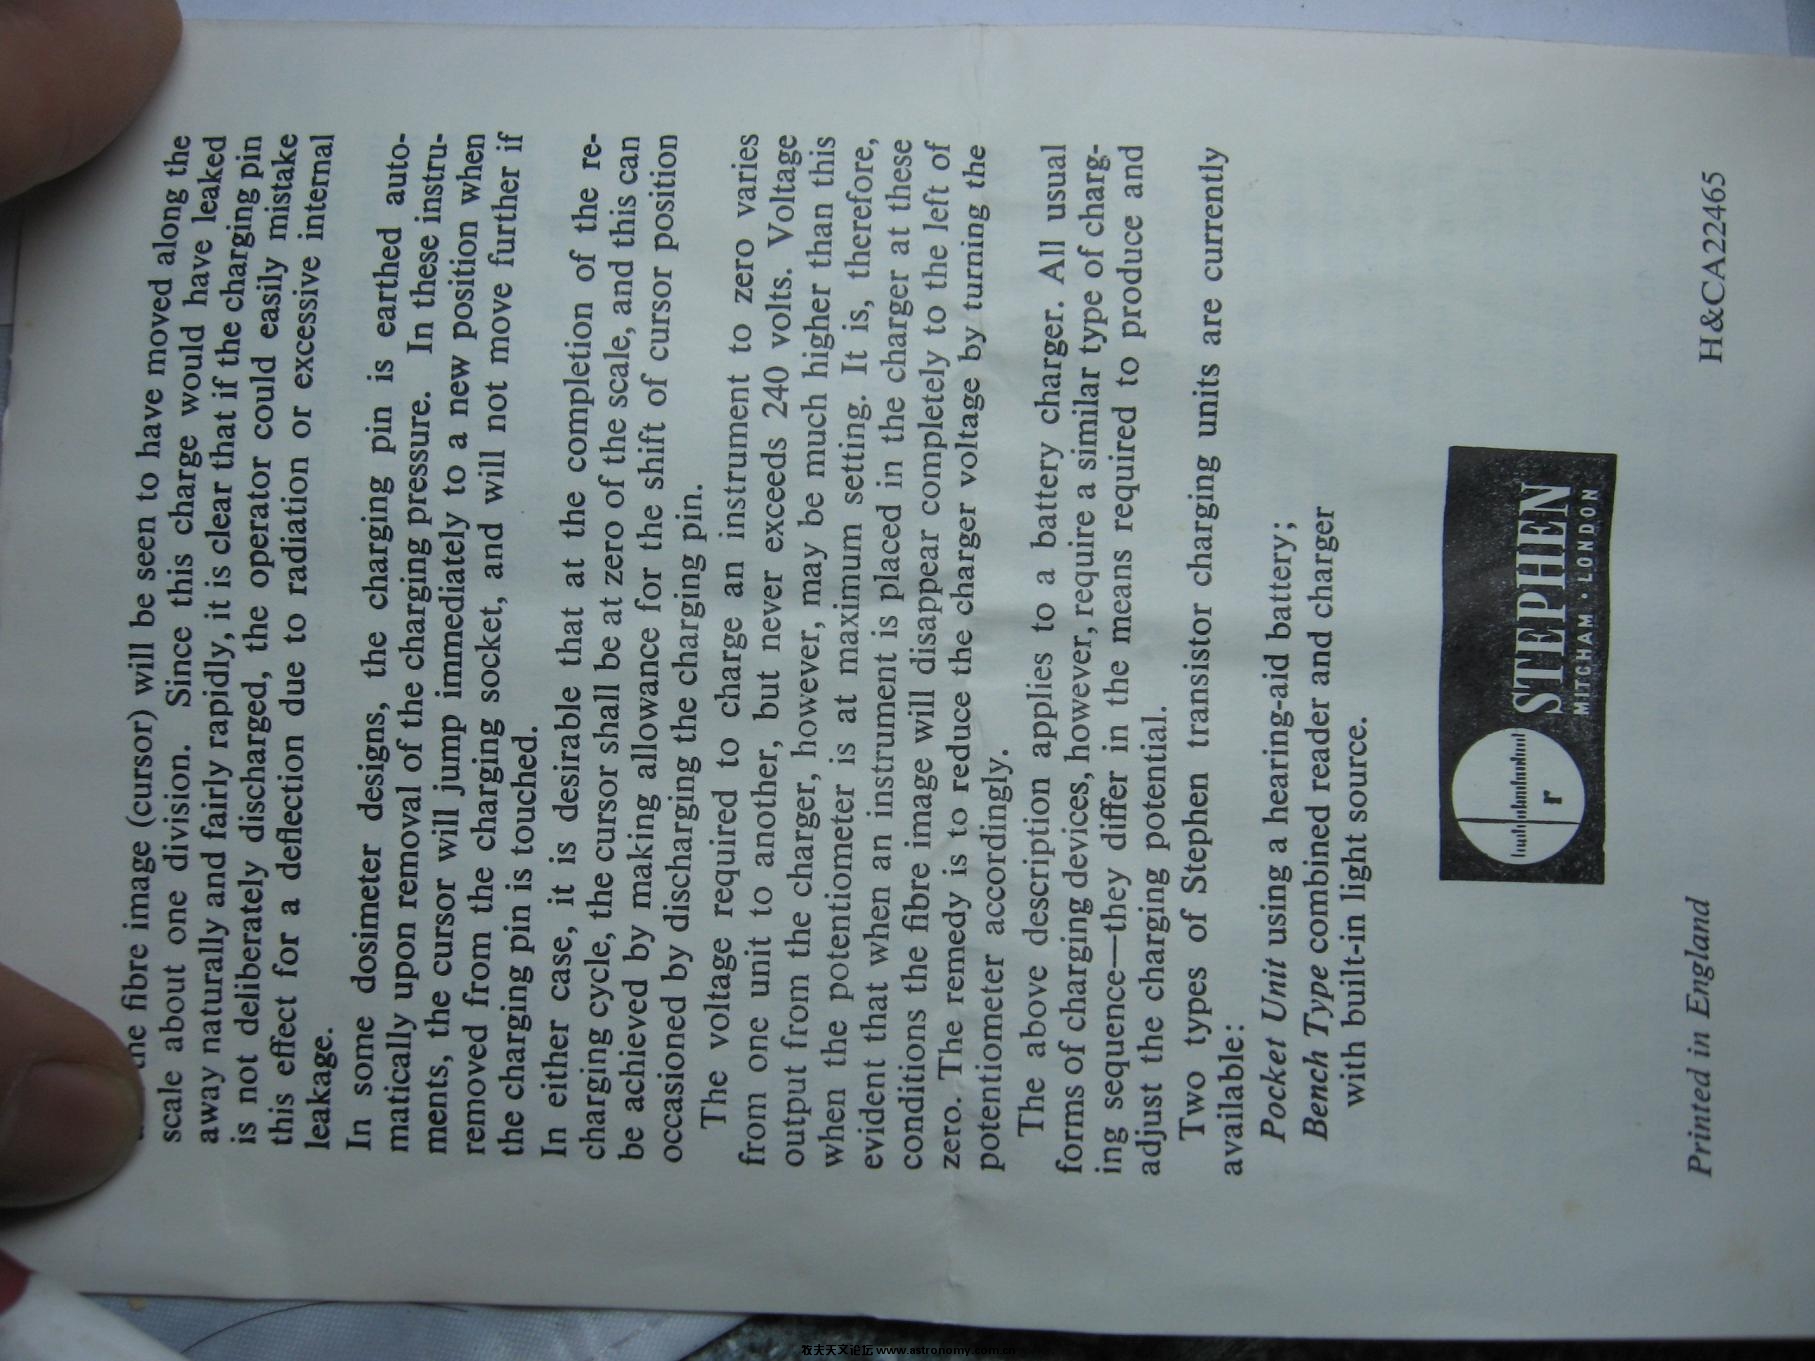 the fibre image (cursor) will be seen to have moved along the
scale about one division. Since this charge would have leaked
away naturally and fairly rapidly, it is clear that if the charging pin
is not deliberately discharged, the operator could easily mistake
this effect for a deflection due to radiation or excessive internal
leakage.
In some dosimeter designs, the charging pin is earthed auto-
matically upon removal of the charging pressure. In these instru-
ments, the cursor will jump immediately to a new position when
removed from the charging socket, and will not move further if
the charging pin is touched.
In either case, it is desirable that at the completion of the re-
charging cycle, the cursor shall be at zero of the scale, and this can
be achieved by making allowance for the shift of cursor position
occasioned by discharging the charging pin.
The voltage required to charge an instrument to zero varies
from one unit to another, but never exceeds 240 volts. Voltage
output from the charger, however, may be much higher than this
when the potentiometer is at maximum setting. It is, therefore,
evident that when an instrument is placed in the charger at these
conditions the fibre image will disappear completely to the left of
zero. The remedy is to reduce the charger voltage by turning the
potentiometer accordingly.
The above description applies to a battery charger. All usual
forms of charging devices, however, require a similar type of charg-
ing sequence—they differ in the means required to produce and
adjust the charging potential.
Two types of Stephen transistor charging units are currently
available:
Pocket Unit using a hearing-aid battery;
Bench Type combined reader and charger
with built-in light source.
r
STEPHEN
MITCHAM · LONDON
Printed in England H&CA22465
牧夫天文论坛 www.astronomy.com.cn